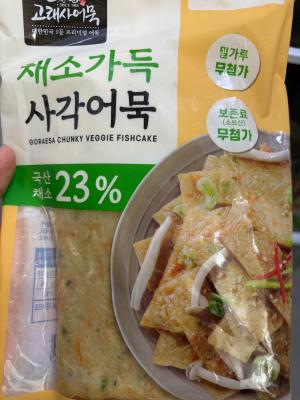 고래사어묵
대한민국 1등 프리미엄 어묵
채소가득
사각어묵
GORAESA CHUNKY VEGGIE FISHCAKE
국산
채소
23%
밀가루
무첨가
보존료
(소브산)
무첨가